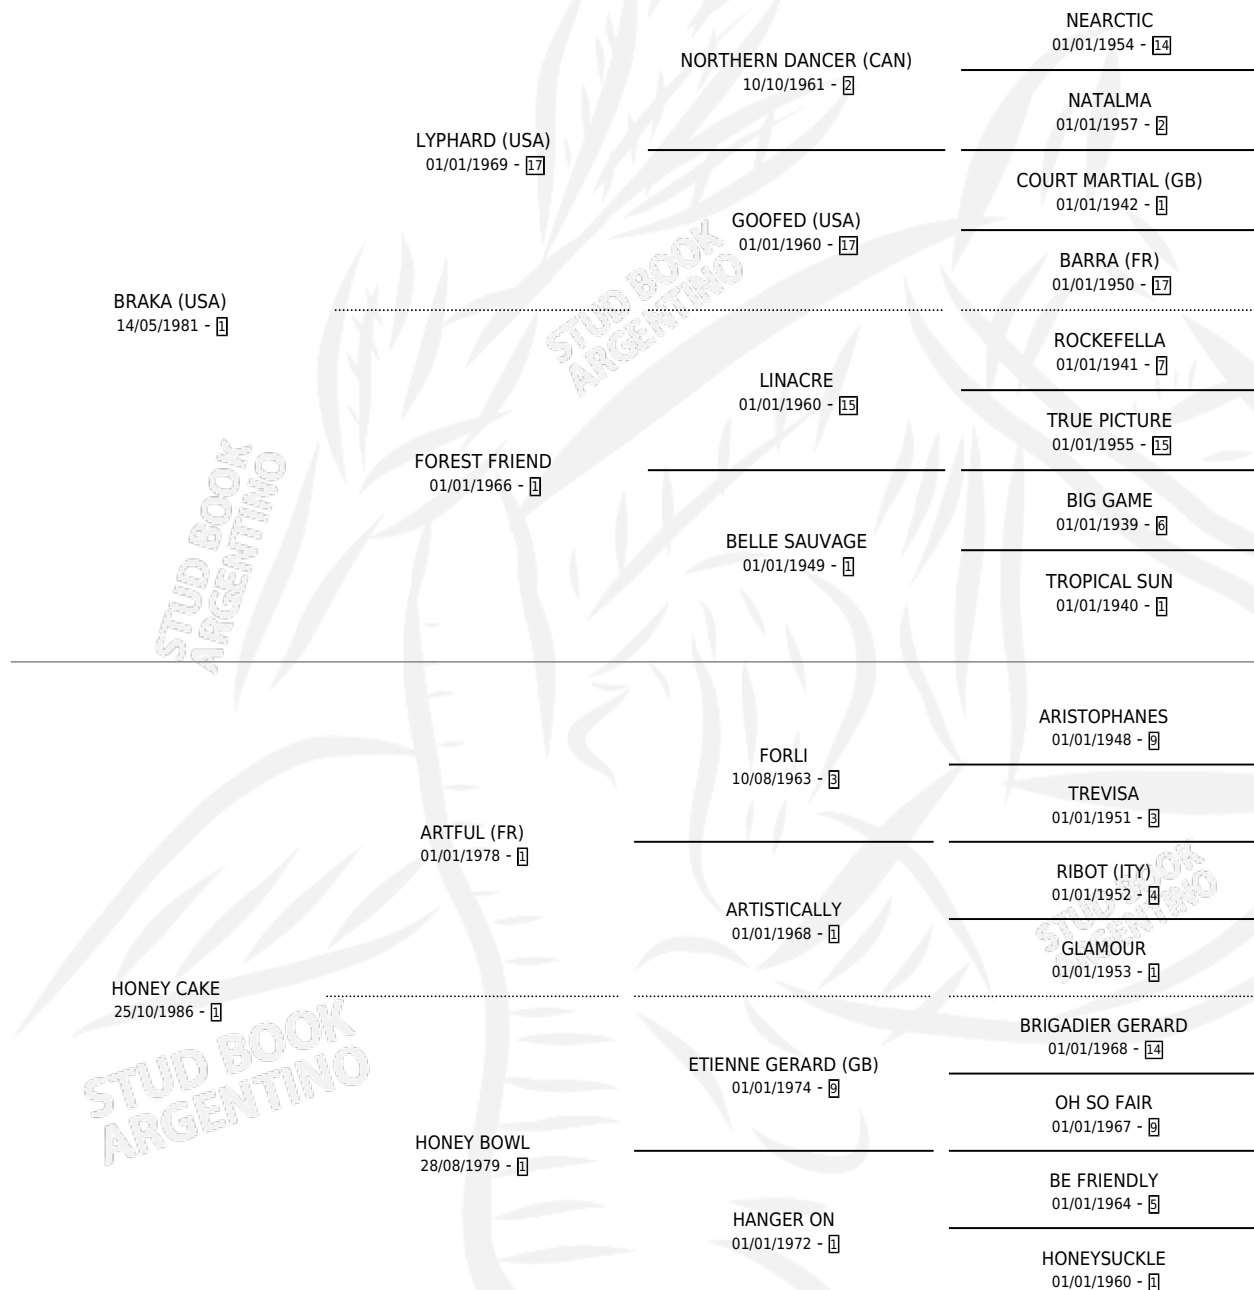 NEARCTIC
01/01/1954 - 14
NORTHERN DANCER (CAN)
10/10/1961 - 2
NATALMA
01/01/1957 - 2
LYPHARD (USA)
01/01/1969 - 17
COURT MARTIAL (GB)
01/01/1942 - 1
GOOFED (USA)
01/01/1960 - 17
BARRA (FR)
01/01/1950 - 17
BRAKA (USA)
14/05/1981 - 1
STUD BOOK
ARGENTINO
ROCKEFELLA
01/01/1941 - 7
LINACRE
01/01/1960 - 15
TRUE PICTURE
01/01/1955 - 15
FOREST FRIEND
01/01/1966 - 1
BIG GAME
01/01/1939 - 6
BELLE SAUVAGE
01/01/1949 - 1
TROPICAL SUN
01/01/1940 - 1
STUD BOOK
ARGENTINO
ARISTOPHANES
01/01/1948 - 9
FORLI
10/08/1963 - 3
TREVISA
01/01/1951 - 3
ARTFUL (FR)
01/01/1978 - 1
RIBOT (ITY)
01/01/1952 - 4
ARTISTICALLY
01/01/1968 - 1
GLAMOUR
01/01/1953 - 1
STUD BOOK
ARGENTINO
HONEY CAKE
25/10/1986 - 1
BRIGADIER GERARD
01/01/1968 - 14
ETIENNE GERARD (GB)
01/01/1974 - 9
OH SO FAIR
01/01/1967 - 9
STUD BOOK
ARGENTINO
HONEY BOWL
28/08/1979 - 1
BE FRIENDLY
01/01/1964 - 5
HANGER ON
01/01/1972 - 1
HONEYSUCKLE
01/01/1960 - 1